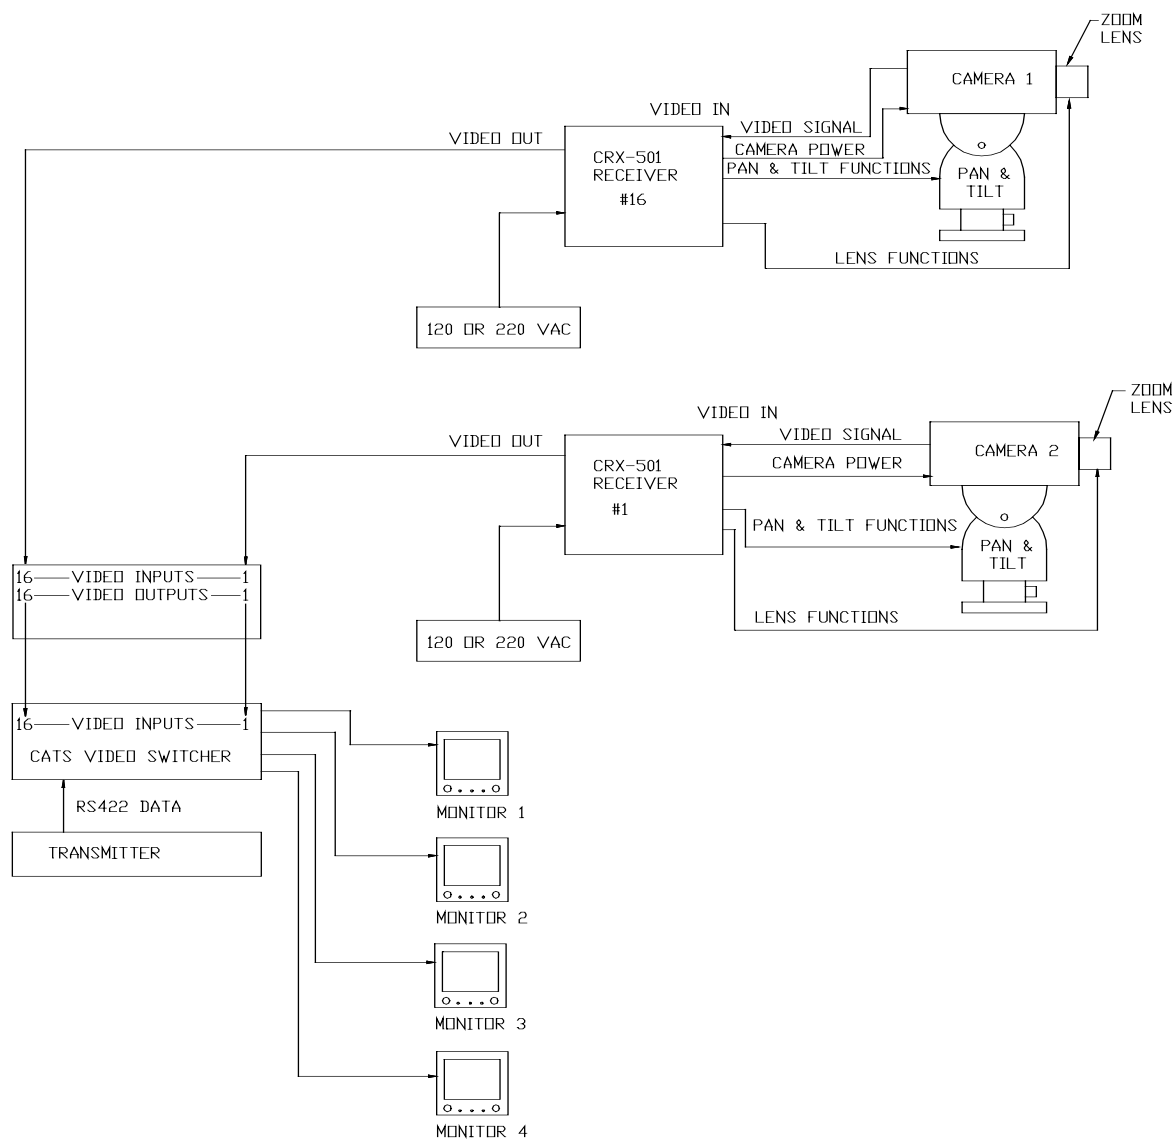 ZOOM
LENS
CAMERA 1
VIDEO IN
VIDEO SIGNAL
VIDEO OUT
CAMERA POWER
CRX-501
RECEIVER
#16
PAN & TILT FUNCTIONS
PAN &
TILT
LENS FUNCTIONS
120 OR 220 VAC
ZOOM
LENS
VIDEO IN
VIDEO SIGNAL
VIDEO OUT
CAMERA 2
CRX-501
RECEIVER
#1
CAMERA POWER
PAN & TILT FUNCTIONS
PAN &
TILT
LENS FUNCTIONS
120 OR 220 VAC
16 VIDEO INPUTS 1
16 VIDEO OUTPUTS 1
16 VIDEO INPUTS 1
CATS VIDEO SWITCHER
RS422 DATA
TRANSMITTER
MONITOR 1
MONITOR 2
MONITOR 3
MONITOR 4